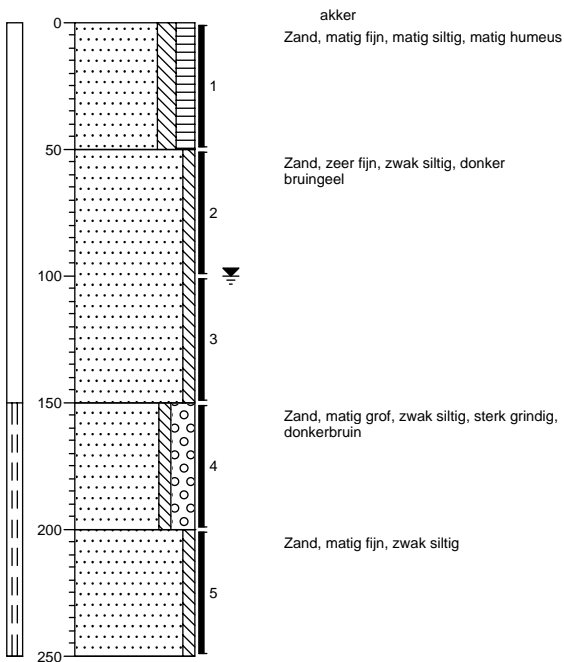 akker
0
Zand, matig fijn, matig siltig, matig humeus
1
50
Zand, zeer fijn, zwak siltig, donker
bruingeel
2
100
3
150
Zand, matig grof, zwak siltig, sterk grindig,
donkerbruin
4
200
Zand, matig fijn, zwak siltig
5
250